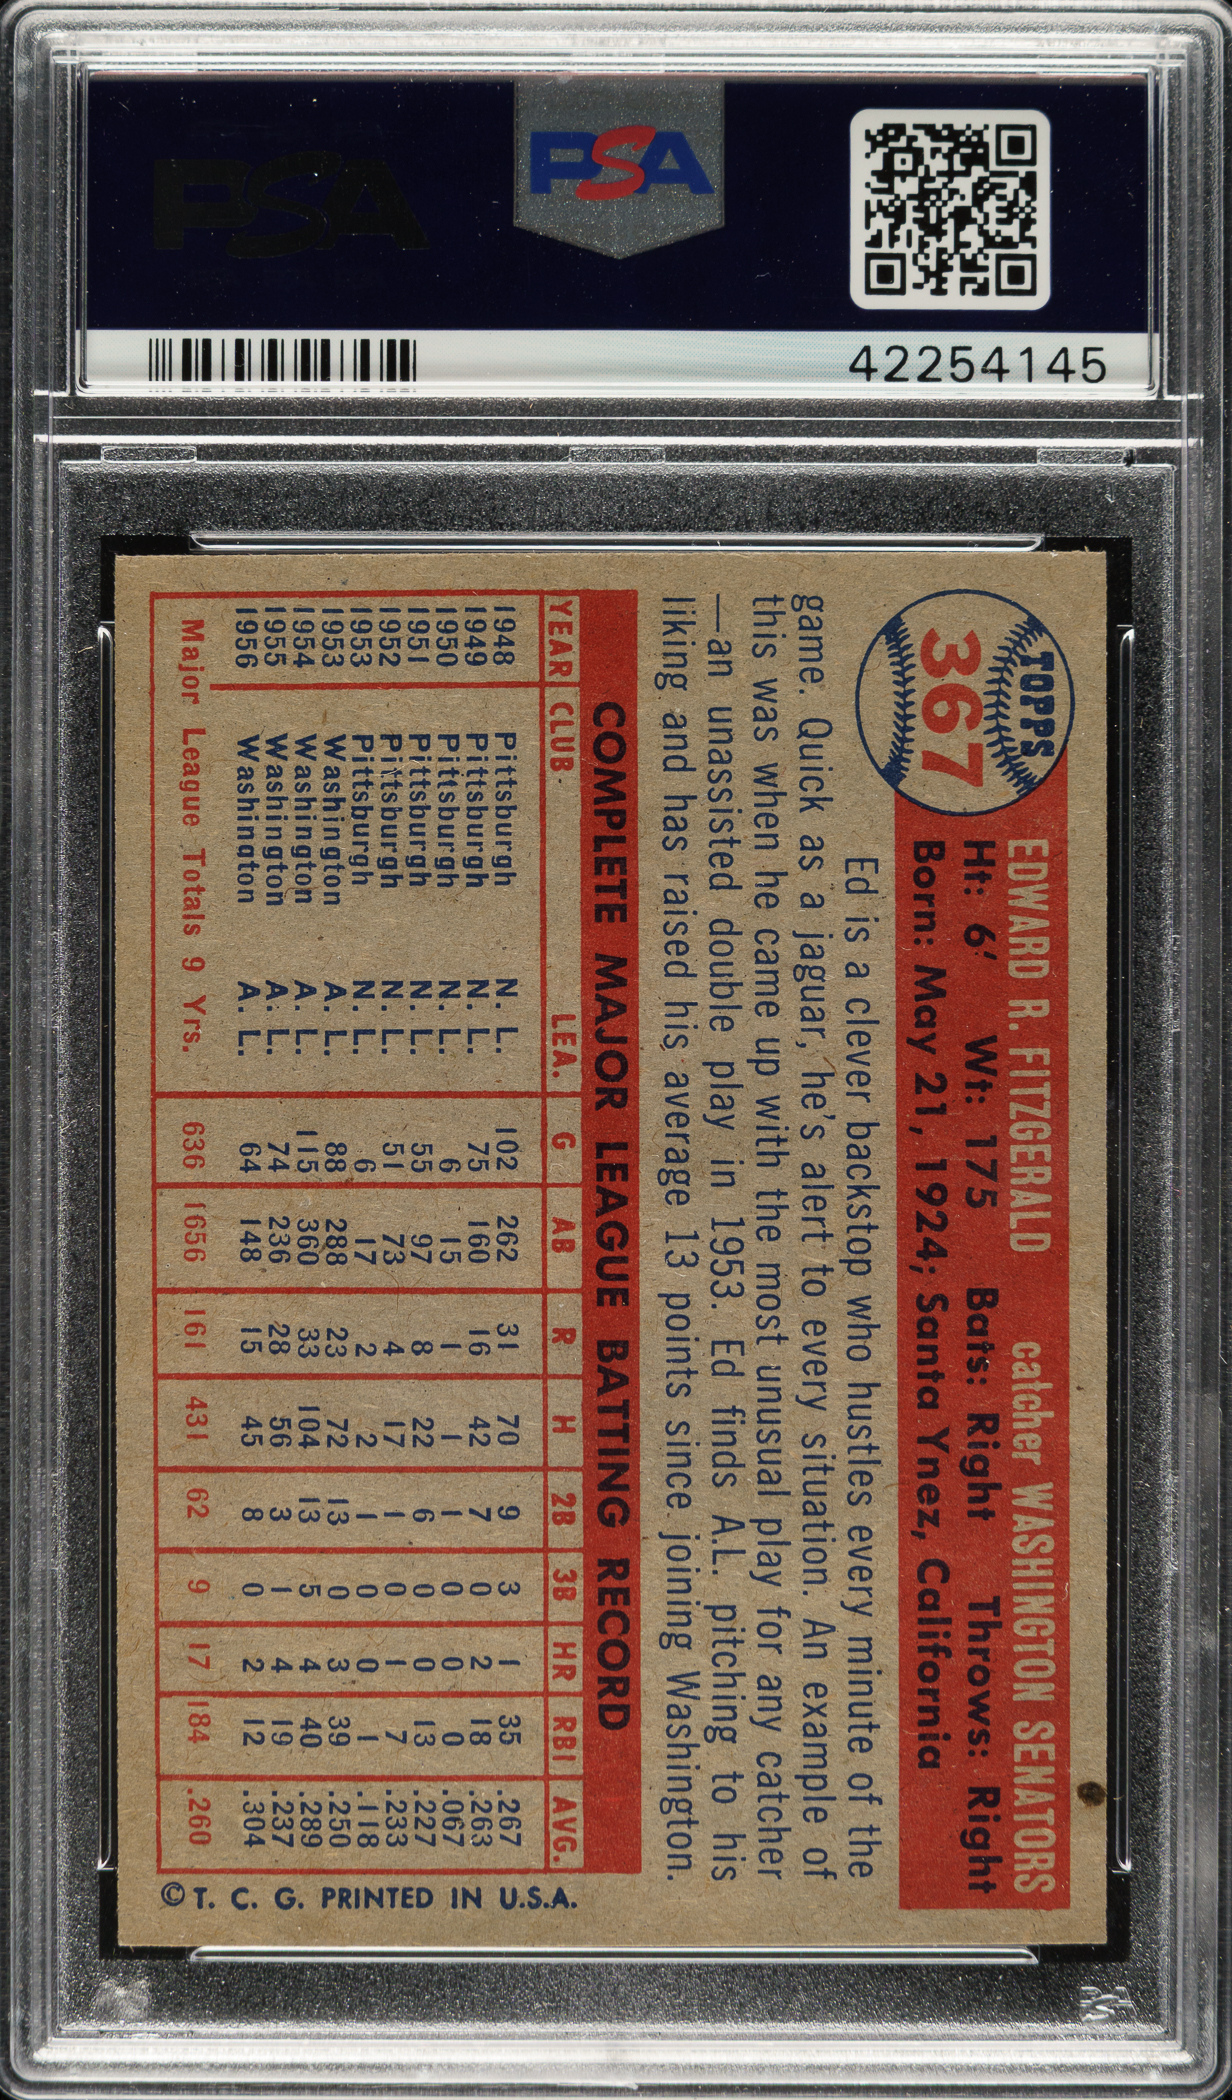 PSA
PSA
42254145
TOPPS
367
EDWARD R. FITZGERALD catcher WASHINGTON SENATORS
Ht: 6' Wt: 175 Bats: Right Throws: Right
Born: May 21, 1924; Santa Ynez, California
Ed is a clever backstop who hustles every minute of the
game. Quick as a jaguar, he's alert to every situation. An example of
this was when he came up with the most unusual play for any catcher
—an unassisted double play in 1953. Ed finds A.L. pitching to his
liking and has raised his average 13 points since joining Washington.
COMPLETE MAJOR LEAGUE BATTING RECORD
YEAR CLUB LEA. G AB R H 2B 3B HR RBI AVG.
1948 Pittsburgh N. L. 102 262 31 70 9 3 1 35 .267
1949 Pittsburgh N. L. 75 160 16 42 7 0 2 18 .263
1950 Pittsburgh N. L. 6 15 1 1 1 0 0 0 .067
1951 Pittsburgh N. L. 55 97 8 22 6 0 0 13 .227
1952 Pittsburgh N. L. 51 73 4 17 1 0 1 7 .233
1953 Pittsburgh N. L. 6 17 2 2 1 0 0 1 .118
1953 Washington A. L. 88 288 23 72 13 0 3 39 .250
1954 Washington A. L. 115 360 33 104 13 5 4 40 .289
1955 Washington A. L. 74 236 28 56 3 1 4 19 .237
1956 Washington A. L. 64 148 15 45 8 0 2 12 .304
Major League Totals 9 Yrs. 636 1656 161 431 62 9 17 184 .260
© T. C. G. PRINTED IN U.S.A.